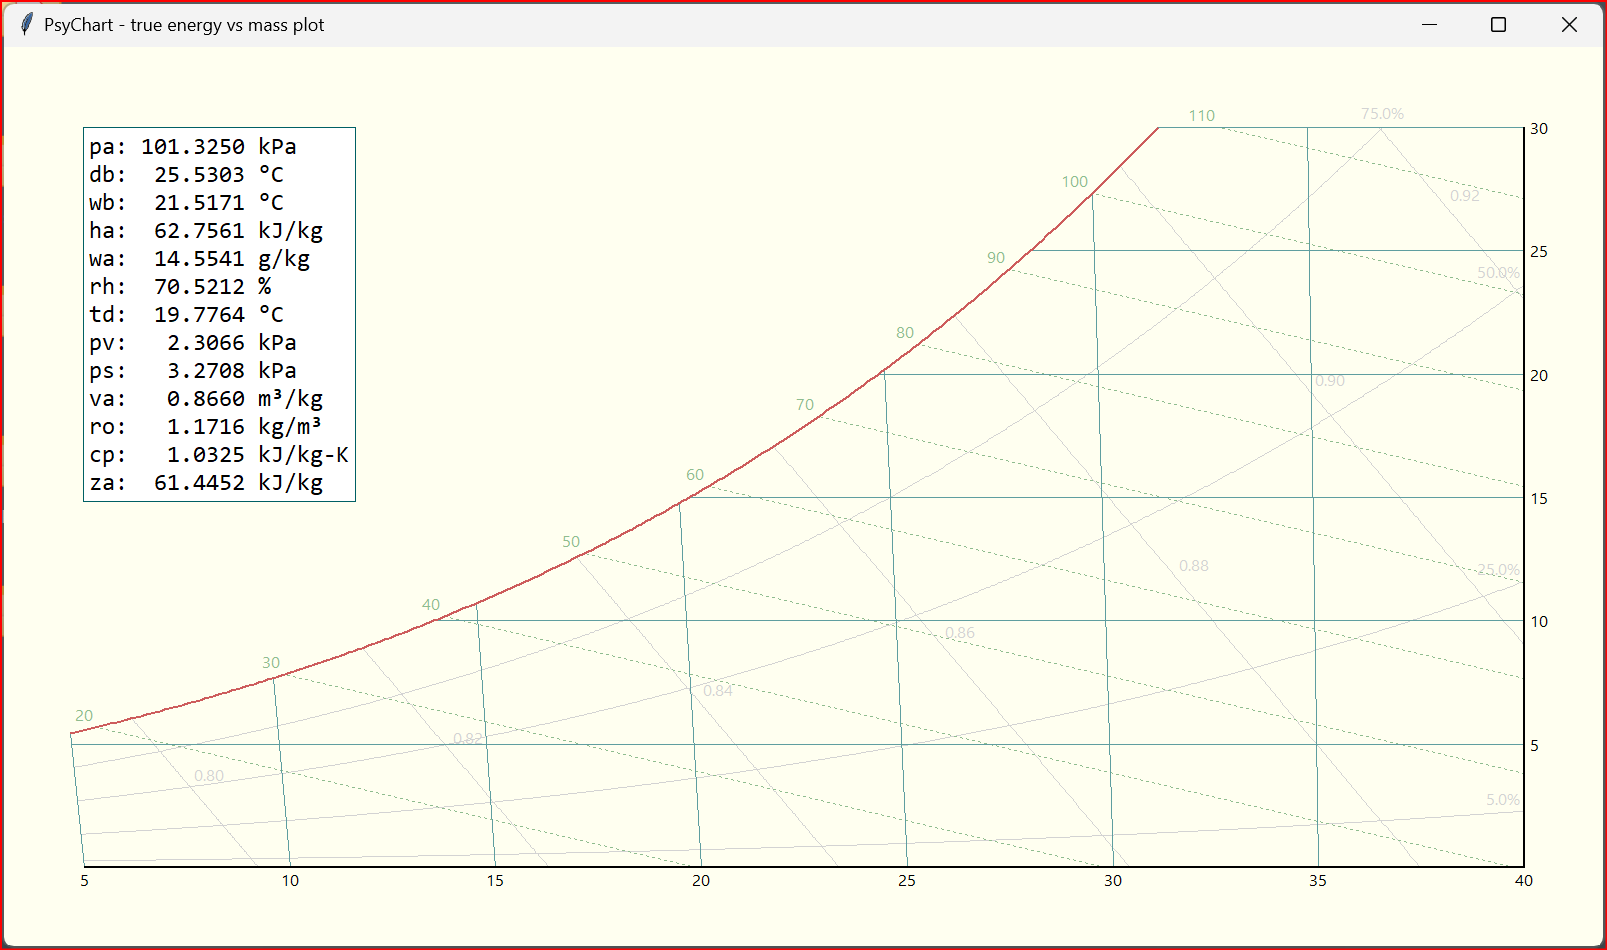 PsyChart - true energy vs mass plot
pa: 101.3250 kPa
db: 25.5303 °C
wb: 21.5171 °C
ha: 62.7561 kJ/kg
wa: 14.5541 g/kg
rh: 70.5212 %
td: 19.7764 °C
pv: 2.3066 kPa
ps: 3.2708 kPa
va: 0.8660 m³/kg
ro: 1.1716 kg/m³
cp: 1.0325 kJ/kg-K
za: 61.4452 kJ/kg
75.0%
110
30
100
0.92
25
90
50.0%
80
20
0.90
70
60
15
50
0.88
25.0%
40
10
0.86
30
0.84
20
0.82
5
0.80
5.0%
5 10 15 20 25 30 35 40